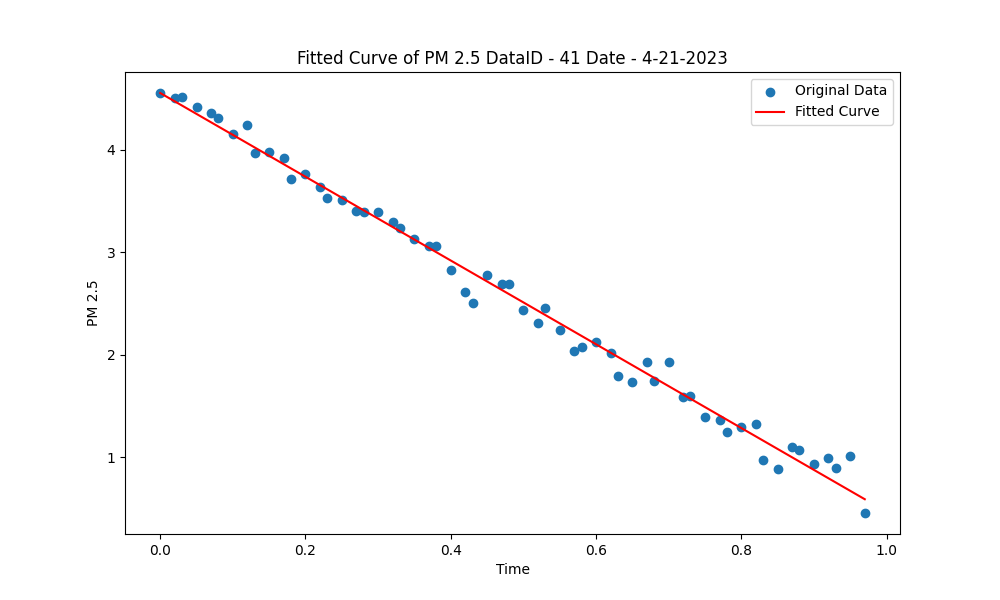 Fitted Curve of PM 2.5 DataID - 41 Date - 4-21-2023
Original Data
Fitted Curve
4
3
2
1
PM 2.5
0.0 0.2 0.4 0.6 0.8 1.0
Time